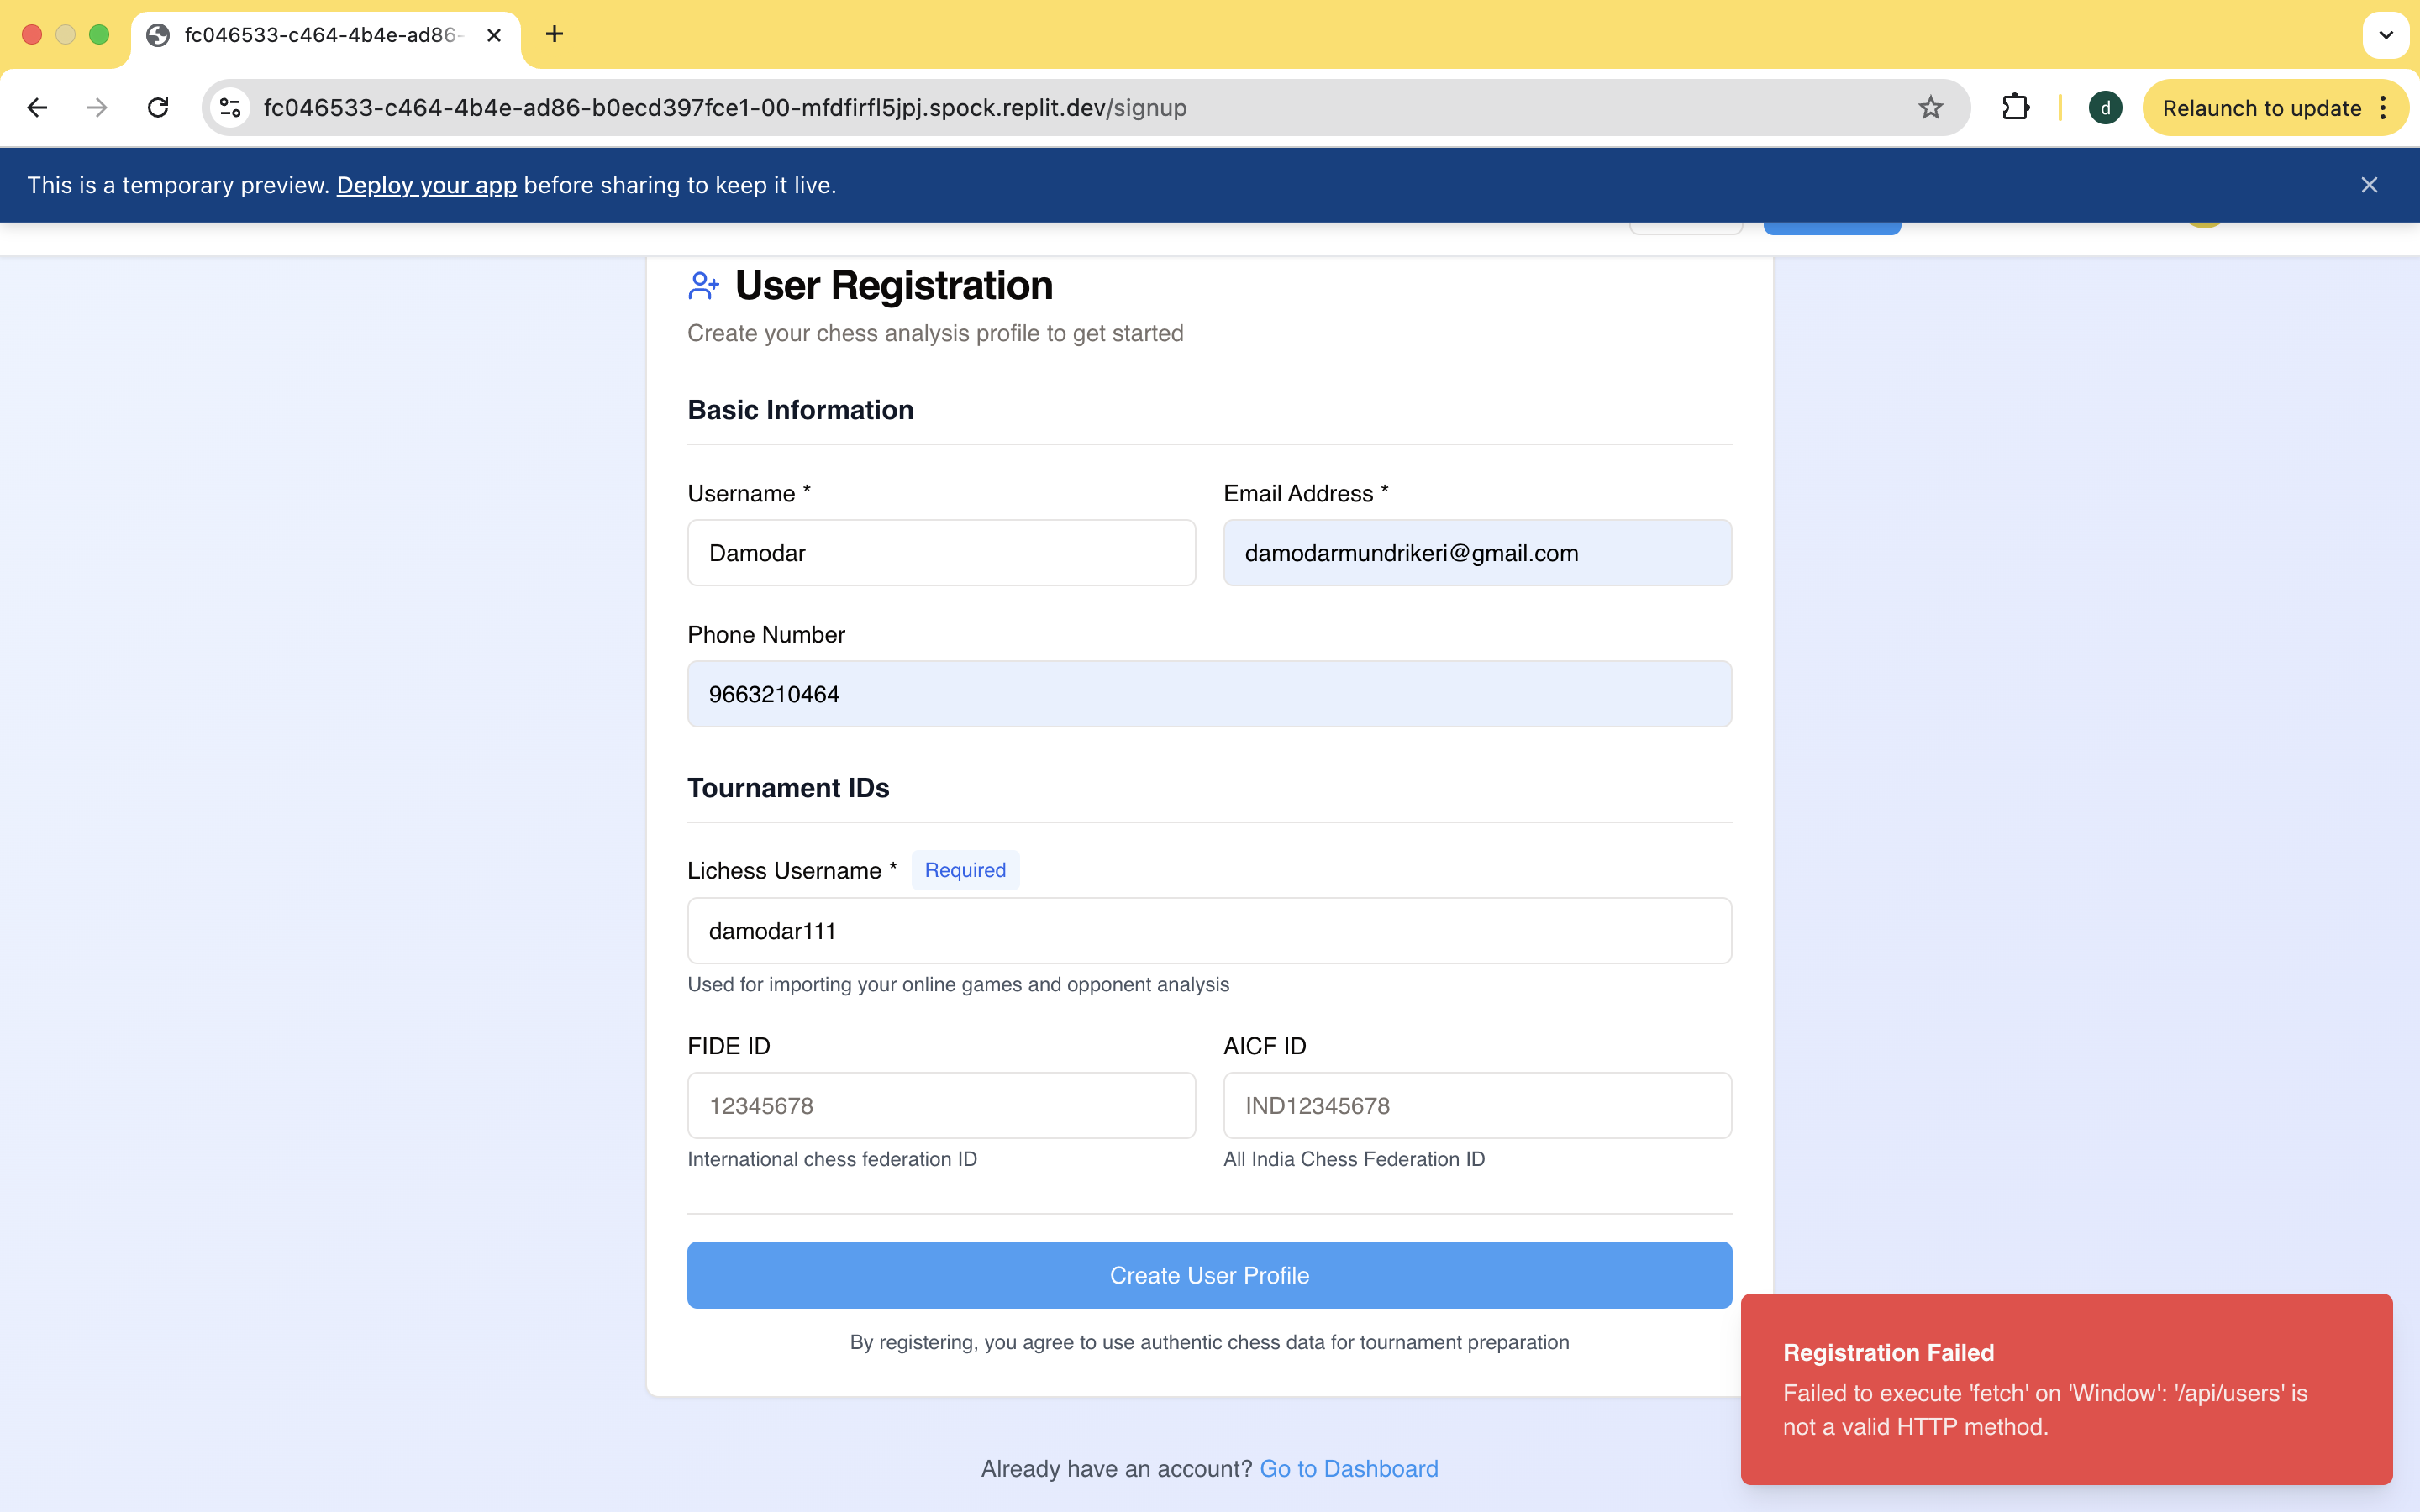 fc046533-c464-4b4e-ad86-
fc046533-c464-4b4e-ad86-b0ecd397fce1-00-mfdfirfl5jpj.spock.replit.dev/signup
d
Relaunch to update
This is a temporary preview. Deploy your app before sharing to keep it live.
User Registration
Create your chess analysis profile to get started
Basic Information
Username * Email Address *
Damodar damodarmundrikeri@gmail.com
Phone Number
9663210464
Tournament IDs
Lichess Username * Required
damodar111
Used for importing your online games and opponent analysis
FIDE ID AICF ID
12345678 IND12345678
International chess federation ID All India Chess Federation ID
Create User Profile
By registering, you agree to use authentic chess data for tournament preparation
Already have an account? Go to Dashboard
Registration Failed
Failed to execute 'fetch' on 'Window': '/api/users' is
not a valid HTTP method.